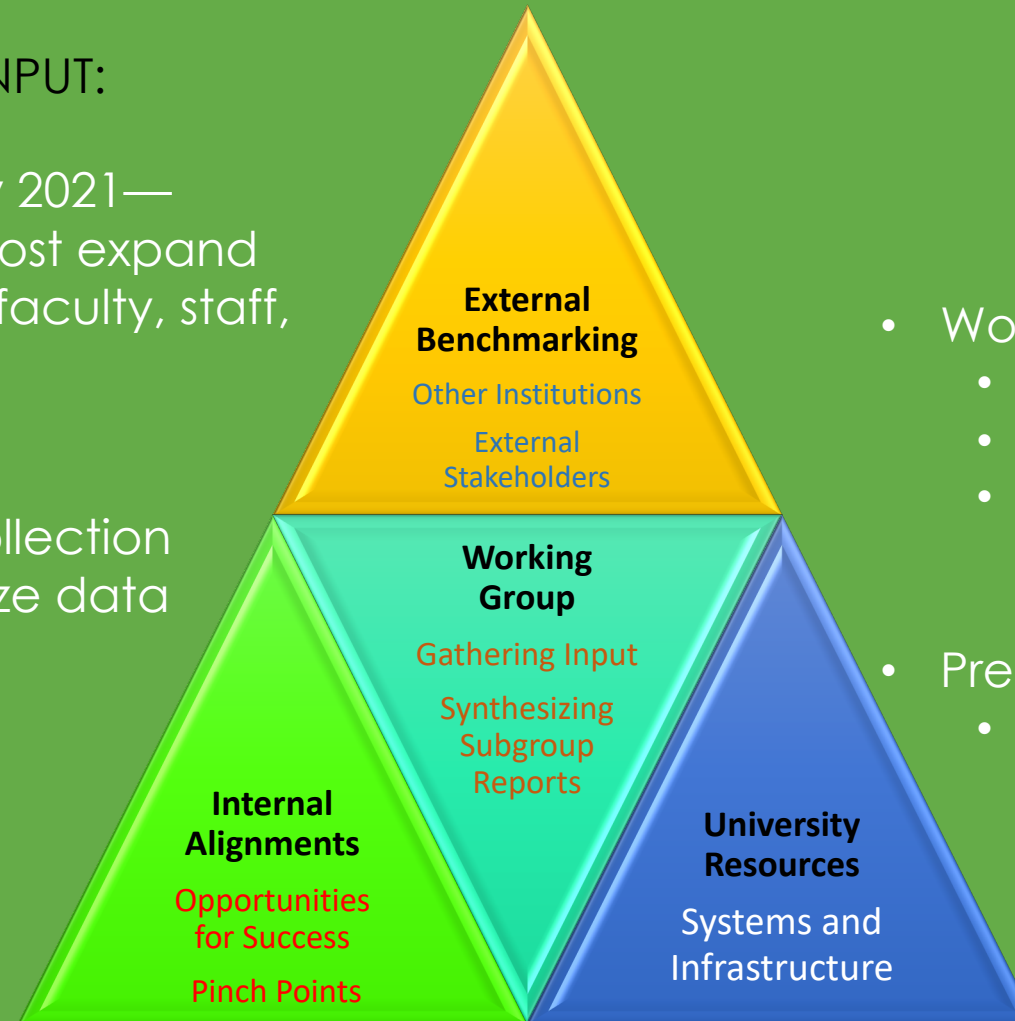 NPUT:
y 2021—
ost expand
faculty, staff,
ollection
ze data
External
Benchmarking
Other Institutions
External
Stakeholders
Working
Group
Gathering Input
Synthesizing
Subgroup
Reports
Internal
Alignments
Opportunities
for Success
Pinch Points
University
Resources
Systems and
Infrastructure
• Wo
•
•
•
• Pre
•